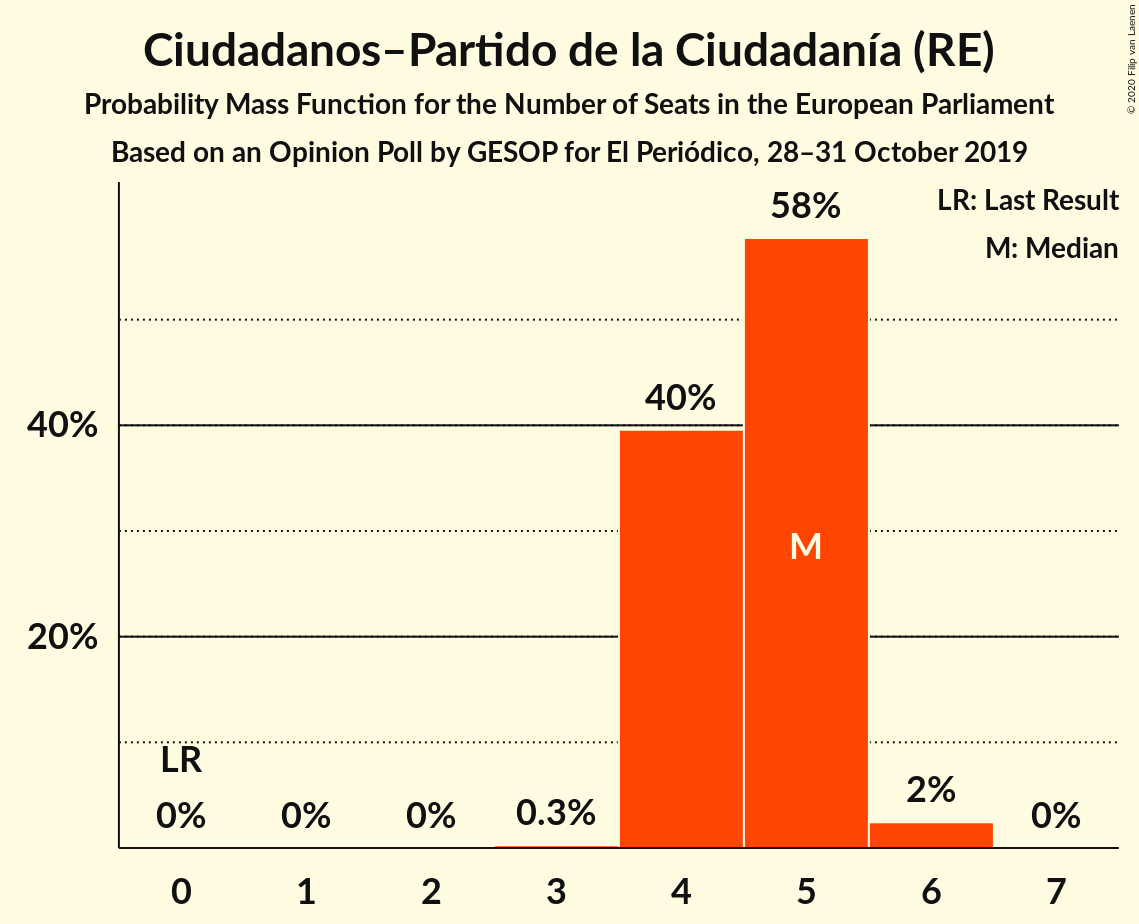 Ciudadanos–Partido de la Ciudadanía (RE)
Probability Mass Function for the Number of Seats in the European Parliament
Based on an Opinion Poll by GESOP for El Periódico, 28–31 October 2019
© 2020 Filip van Laenen
LR: Last Result
M: Median
58%
40%
40%
M
20%
LR
0%
0%
0%
0.3%
2%
0%
0 1 2 3 4 5 6 7